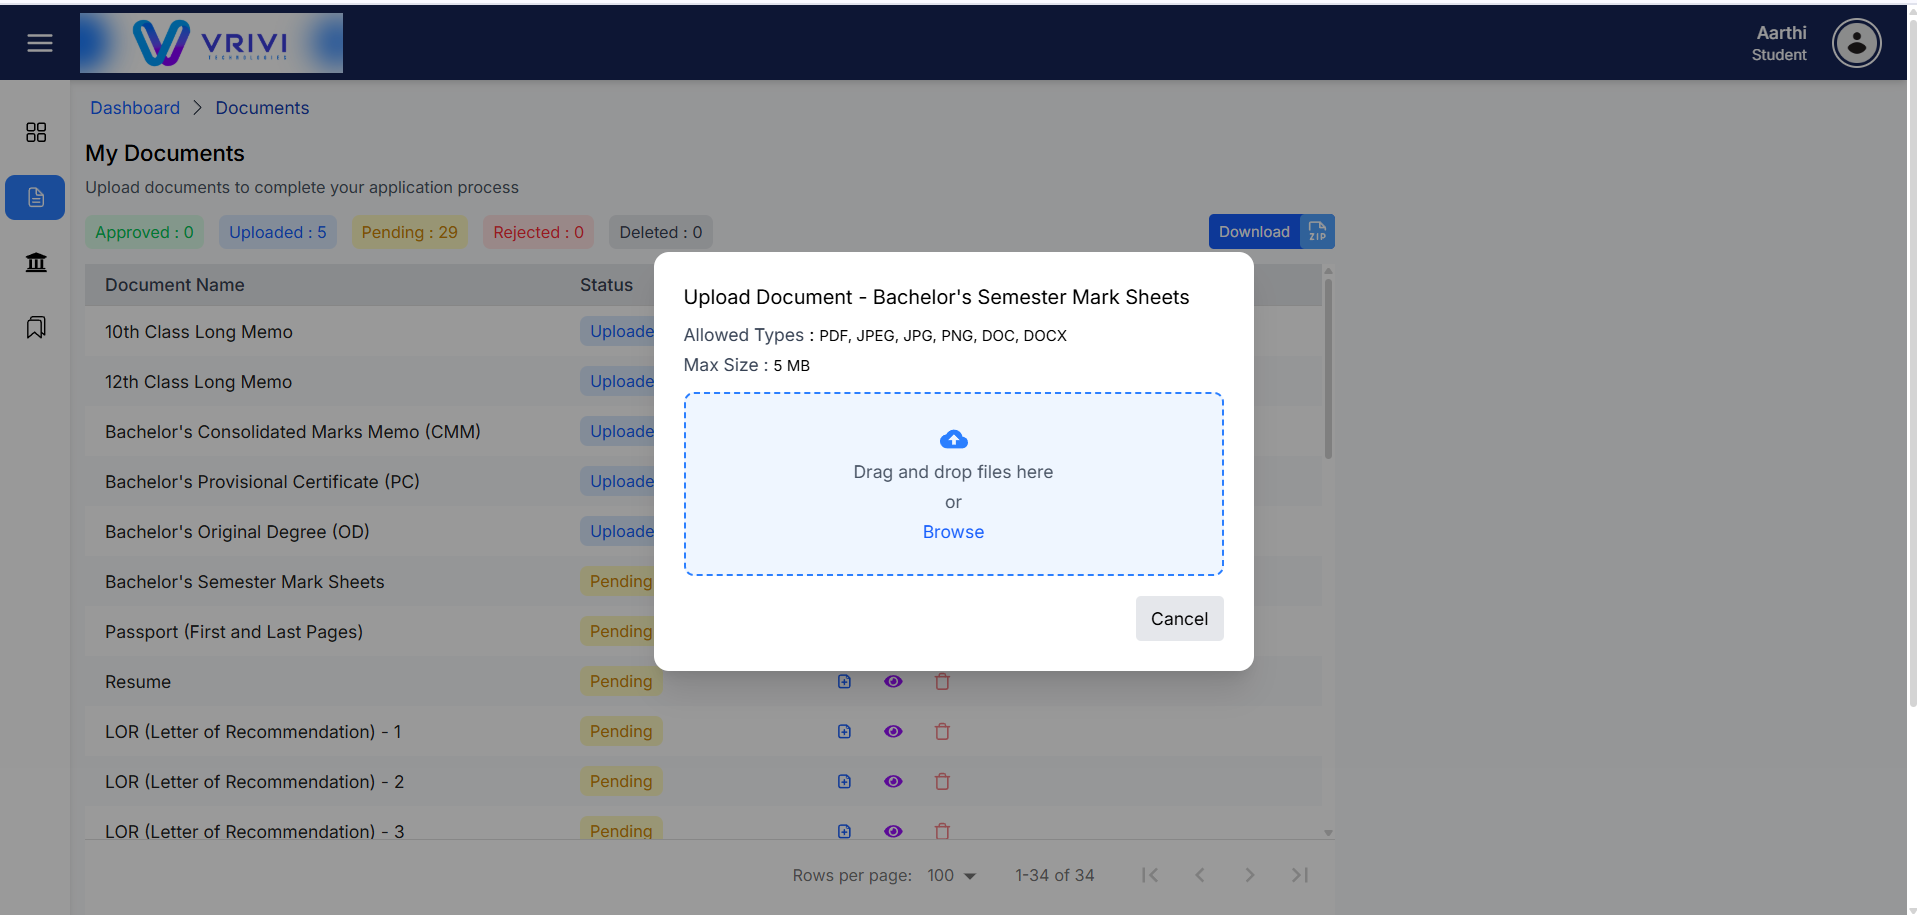 VRIVI
TECHNOLOGIES
Aarthi
Student
Dashboard > Documents
My Documents
Upload documents to complete your application process
Approved : 0
Uploaded : 5
Pending : 29
Rejected : 0
Deleted : 0
Download
ZIP
Document Name
Status
10th Class Long Memo
Uploade
12th Class Long Memo
Uploade
Bachelor's Consolidated Marks Memo (CMM)
Uploade
Bachelor's Provisional Certificate (PC)
Uploade
Bachelor's Original Degree (OD)
Uploade
Bachelor's Semester Mark Sheets
Pending
Passport (First and Last Pages)
Pending
Resume
Pending
LOR (Letter of Recommendation) - 1
Pending
LOR (Letter of Recommendation) - 2
Pending
LOR (Letter of Recommendation) - 3
Pending
Upload Document - Bachelor's Semester Mark Sheets
Allowed Types : PDF, JPEG, JPG, PNG, DOC, DOCX
Max Size : 5 MB
Drag and drop files here
or
Browse
Cancel
Rows per page: 100
1-34 of 34